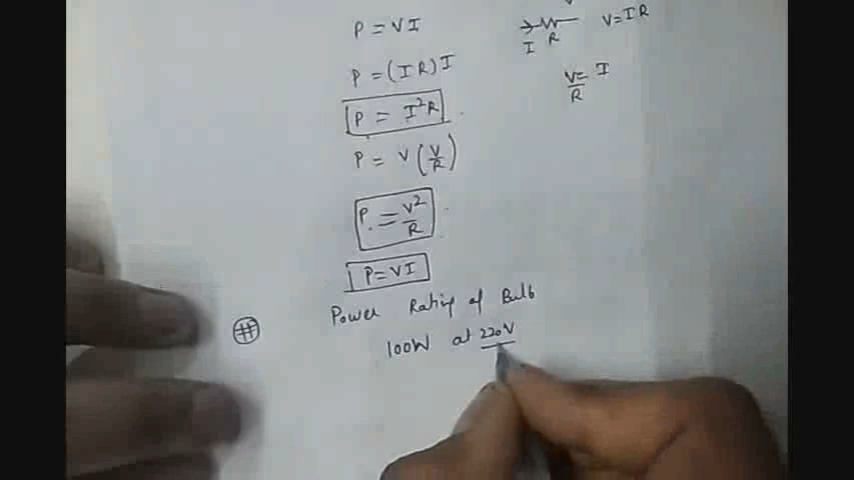 P = VI
I R V = IR
P = (IR) I
V/R = I
P = I²R
P = V (V/R)
P = V²/R
P = VI
# Power Rating of Bulb
100W at 220V